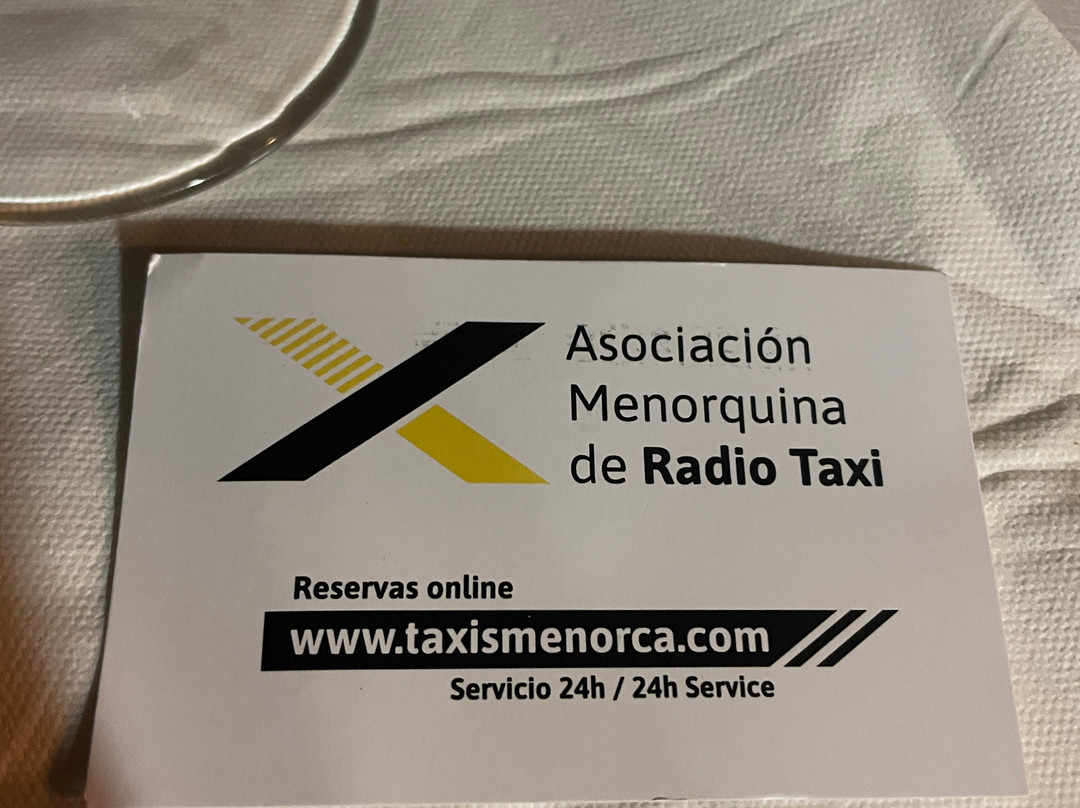 Asociación
Menorquina
de Radio Taxi
Reservas online
www.taxismenorca.com
Servicio 24h / 24h Service